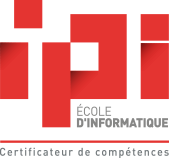 ipi
ÉCOLE
D'INFORMATIQUE
Certificateur de compétences